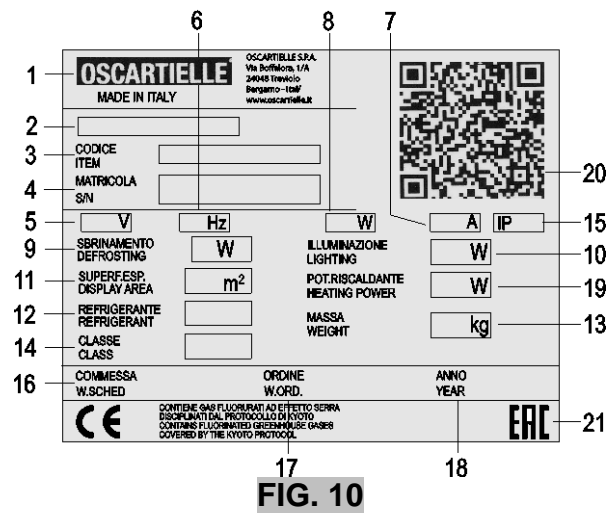 6 8 7
1 OSCARTIELLE
MADE IN ITALY
OSCARTIELLE S.P.A.
Via Boffalora, 1/A
24048 Treviolo
Bergamo - Italy
www.oscartielle.it
2
3 CODICE
ITEM
4 MATRICOLA
S/N
20
5 V Hz W A IP 15
9 SBRINAMENTO
DEFROSTING W
ILLUMINAZIONE
LIGHTING W 10
11 SUPERF.ESP.
DISPLAY AREA m²
POT.RISCALDANTE
HEATING POWER W 19
12 REFRIGERANTE
REFRIGERANT
MASSA
WEIGHT kg 13
14 CLASSE
CLASS
16 COMMESSA
W.SCHED
ORDINE
W.ORD.
ANNO
YEAR
CE
CONTIENE GAS FLUORURATI AD EFFETTO SERRA
DISCIPLINATI DAL PROTOCOLLO DI KYOTO
CONTAINS FLUORINATED GREENHOUSE GASES
COVERED BY THE KYOTO PROTOCOL
EAC 21
17 18
FIG. 10